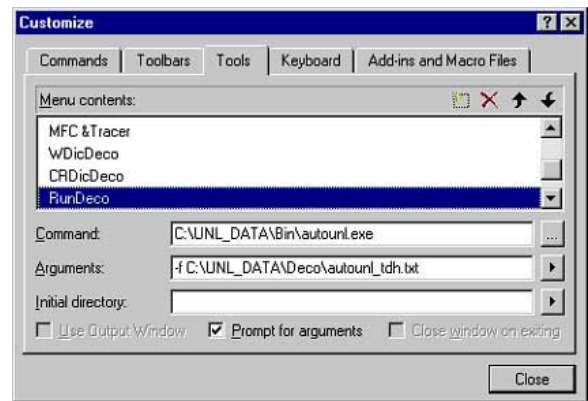 Customize
Commands Toolbars Tools Keyboard Add-ins and Macro Files
Menu contents:
MFC &Tracer
WDicDeco
CRDicDeco
RunDeco
Command: C:\UNL_DATA\Bin\autounl.exe ...
Arguments: -f C:\UNL_DATA\Deco\autounl_tdh.txt
Initial directory:
Use Output Window Prompt for arguments Close window on exiting
Close